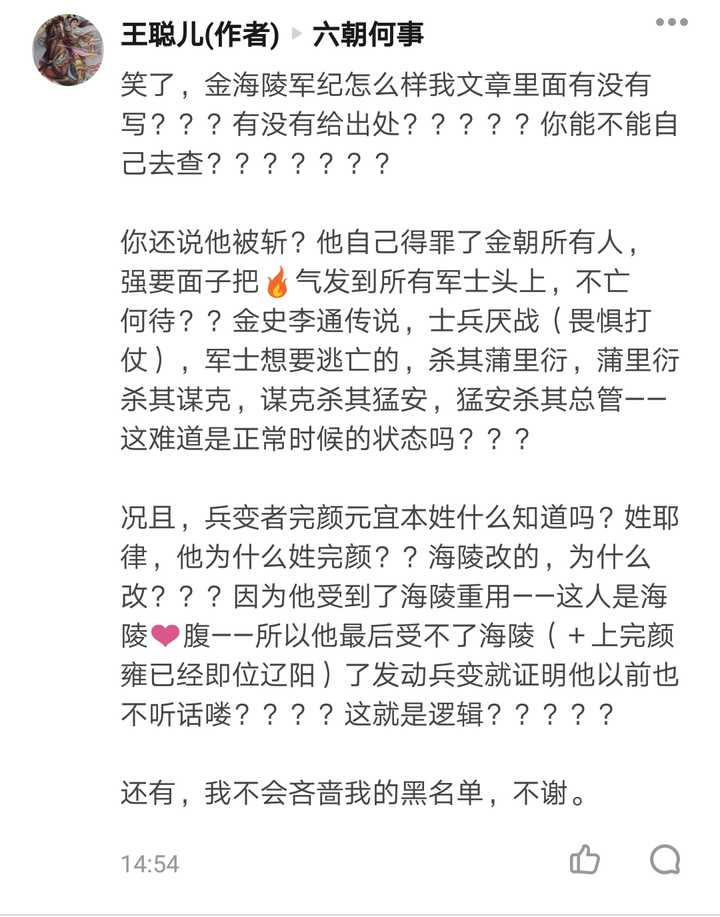 王聪儿(作者) ▸ 六朝何事
笑了，金海陵军纪怎么样我文章里面有没有
写？？？有没有给出处？？？？？你能不能自
己去查？？？？？？？
你还说他被斩？他自己得罪了金朝所有人，
强要面子把🔥气发到所有军士头上，不亡
何待？？金史李通传说，士兵厌战（畏惧打
仗），军士想要逃亡的，杀其蒲里衍，蒲里衍
杀其谋克，谋克杀其猛安，猛安杀其总管——
这难道是正常时候的状态吗？？？
况且，兵变者完颜元宜本姓什么知道吗？姓耶
律，他为什么姓完颜？？海陵改的，为什么
改？？？因为他受到了海陵重用——这人是海
陵❤腹——所以他最后受不了海陵（＋上完颜
雍已经即位辽阳）了发动兵变就证明他以前也
不听话喽？？？？这就是逻辑？？？？？
还有，我不会吝啬我的黑名单，不谢。
14:54